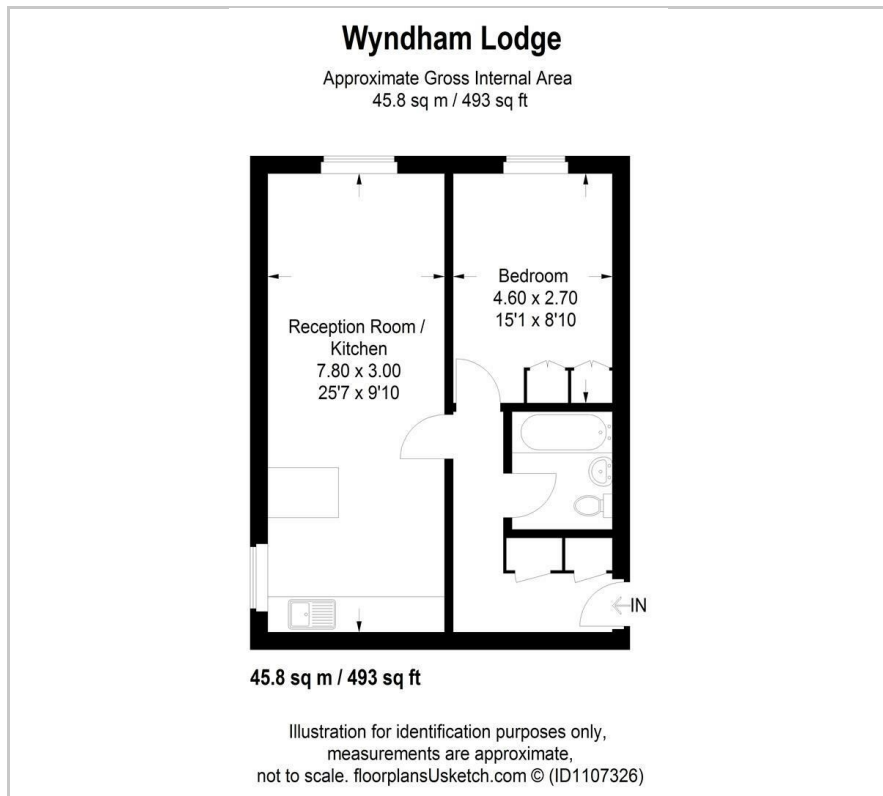 Wyndham Lodge
Approximate Gross Internal Area
45.8 sq m / 493 sq ft
Bedroom
4.60 x 2.70
15'1 x 8'10
Reception Room /
Kitchen
7.80 x 3.00
25'7 x 9'10
IN
45.8 sq m / 493 sq ft
Illustration for identification purposes only,
measurements are approximate,
not to scale. floorplansUsketch.com © (ID1107326)